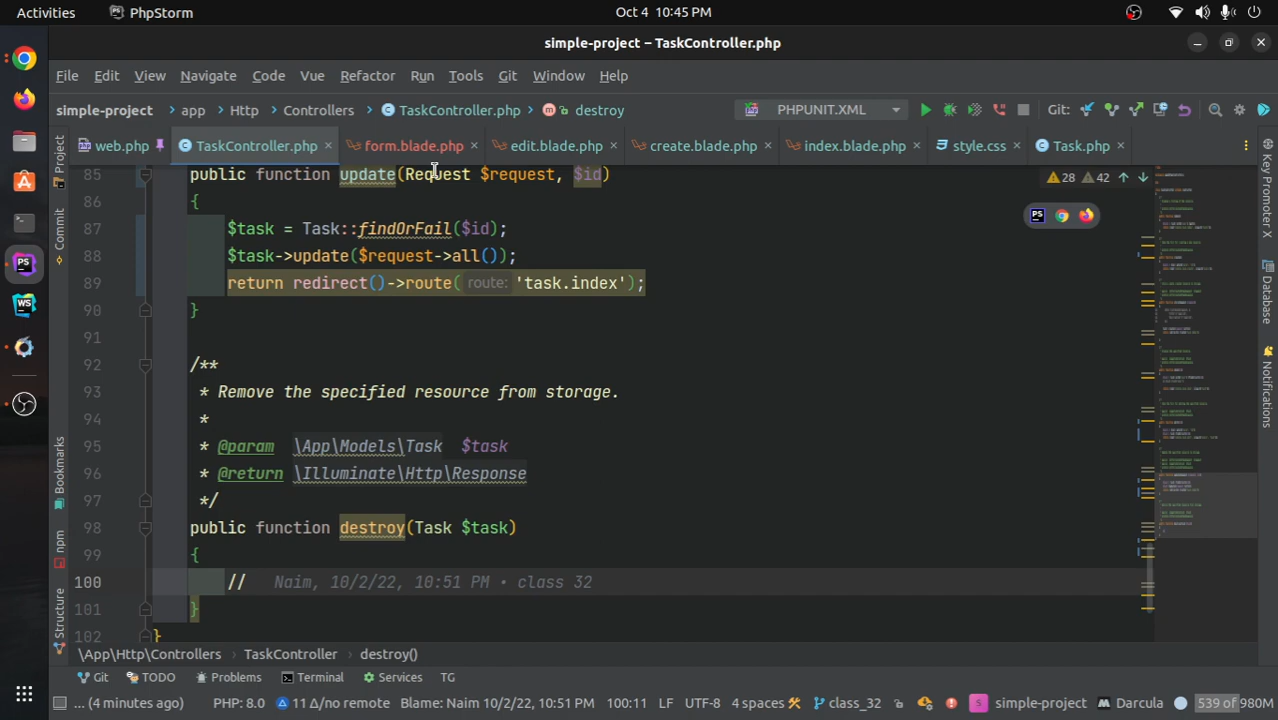 Activities PhpStorm Oct 4 10:45 PM
simple-project – TaskController.php
File Edit View Navigate Code Vue Refactor Run Tools Git Window Help
simple-project app Http Controllers TaskController.php m destroy PHPUNIT.XML Git:
web.php TaskController.php form.blade.php edit.blade.php create.blade.php index.blade.php style.css Task.php
85 public function update(Request $request, $id)
28 42
86 {
87 $task = Task::findOrFail($id);
88 $task->update($request->all());
89 return redirect()->route( route: 'task.index');
90 }
91
92 /**
93 * Remove the specified resource from storage.
94 *
95 * @param \App\Models\Task $task
96 * @return \Illuminate\Http\Response
97 */
98 public function destroy(Task $task)
99 {
100 // Naim, 10/2/22, 10:51 PM • class 32
101 }
102 }
Project
Commit
Bookmarks
npm
Structure
Key Promoter X
Database
Notifications
\App\Http\Controllers TaskController destroy()
Git TODO Problems Terminal Services TG
... (4 minutes ago) PHP: 8.0 11 Δ/no remote Blame: Naim 10/2/22, 10:51 PM 100:11 LF UTF-8 4 spaces class_32 S simple-project Darcula 539 of 980M